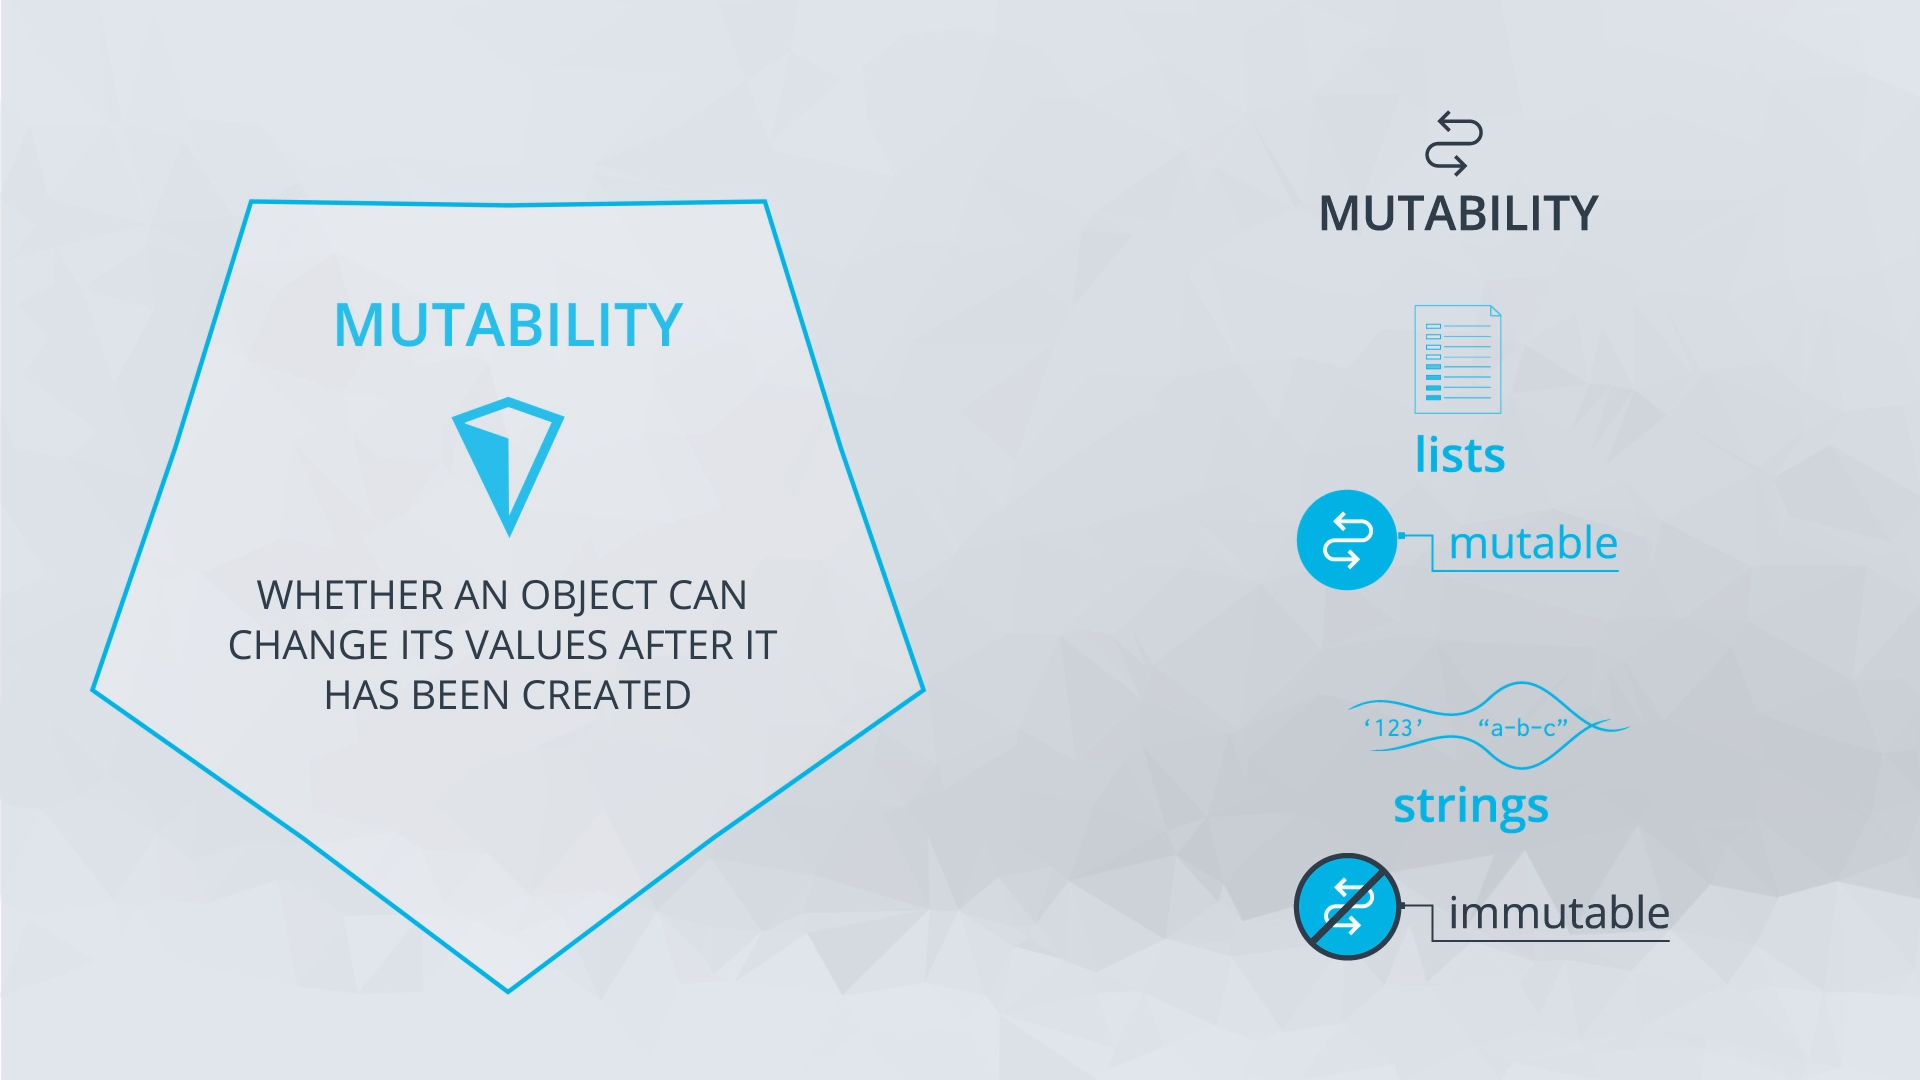 MUTABILITY
WHETHER AN OBJECT CAN
CHANGE ITS VALUES AFTER IT
HAS BEEN CREATED
MUTABILITY
lists
mutable
‘123’ “a-b-c”
strings
immutable